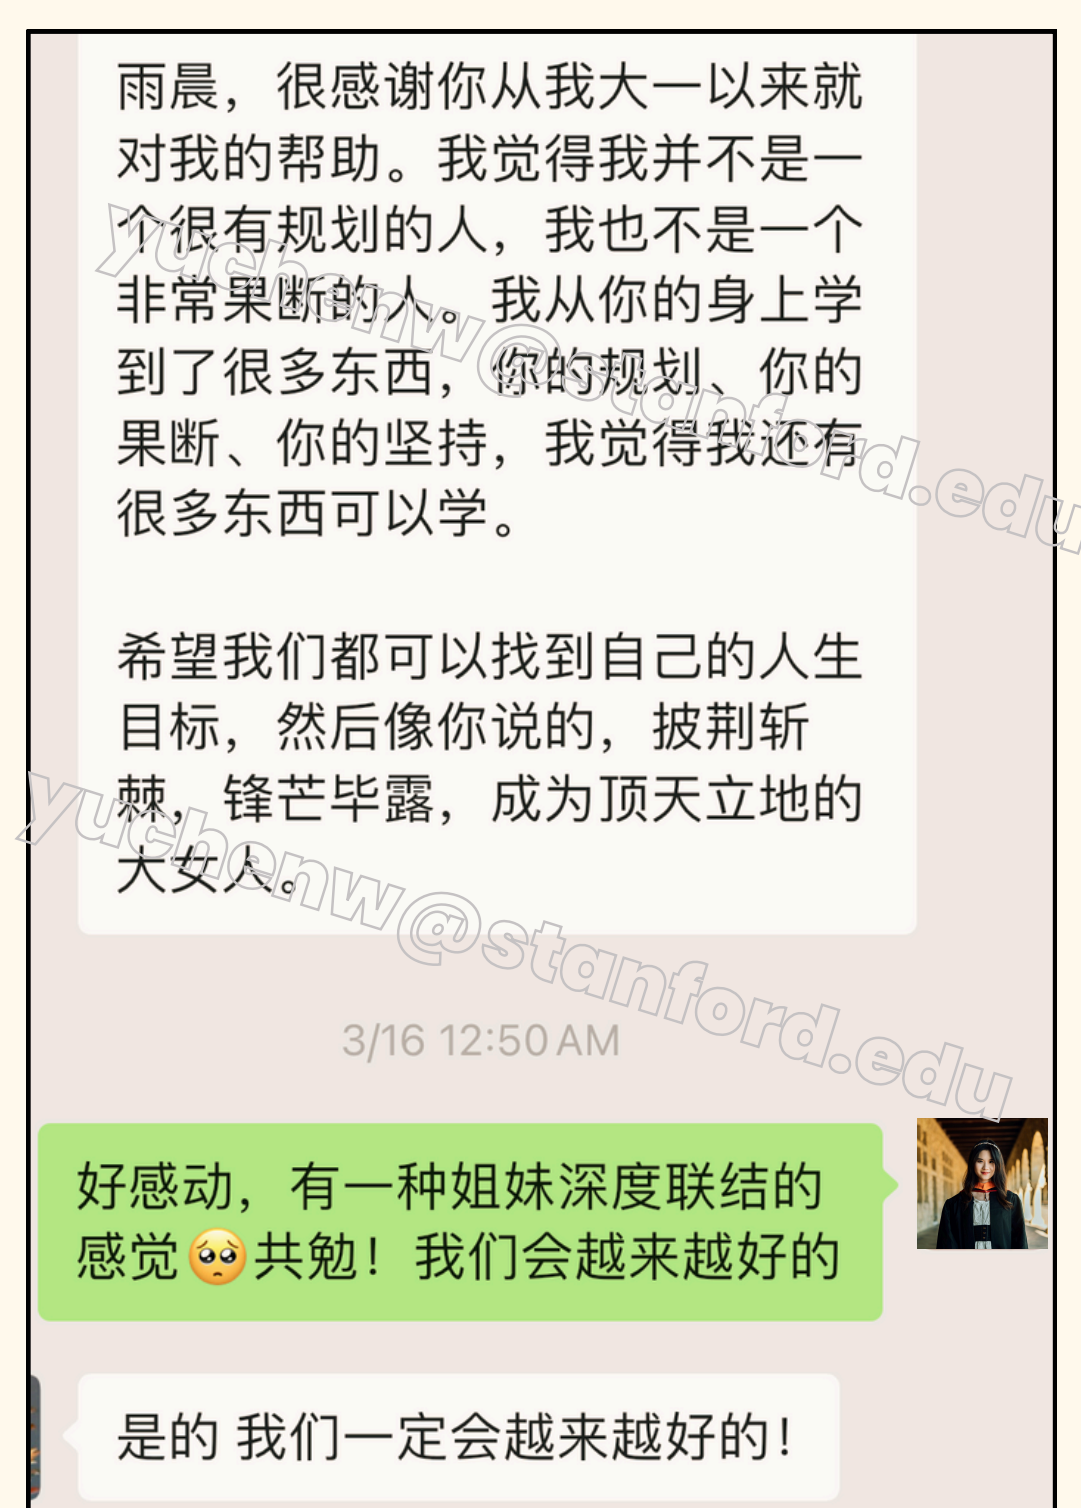 雨晨，很感谢你从我大一以来就
对我的帮助。我觉得我并不是一
个很有规划的人，我也不是一个
非常果断的人。我从你的身上学
到了很多东西，你的规划、你的
果断、你的坚持，我觉得我还有
很多东西可以学。
希望我们都可以找到自己的人生
目标，然后像你说的，披荆斩
棘，锋芒毕露，成为顶天立地的
大女人。
yuchenw@stanford.edu
yuchenw@stanford.edu
3/16 12:50 AM
好感动，有一种姐妹深度联结的
感觉🥺共勉！我们会越来越好的
是的 我们一定会越来越好的！